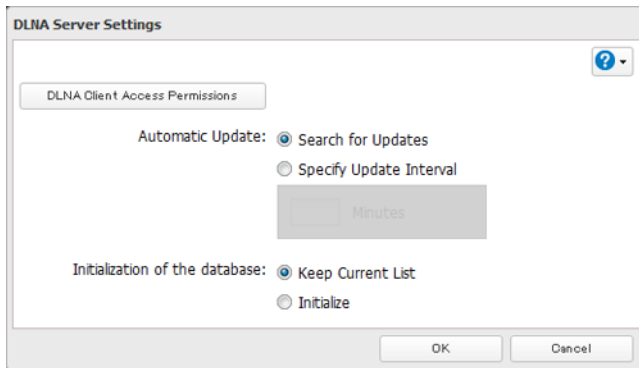 DLNA Server Settings
?
DLNA Client Access Permissions
Automatic Update: Search for Updates
Specify Update Interval
Minutes
Initialization of the database: Keep Current List
Initialize
OK Cancel